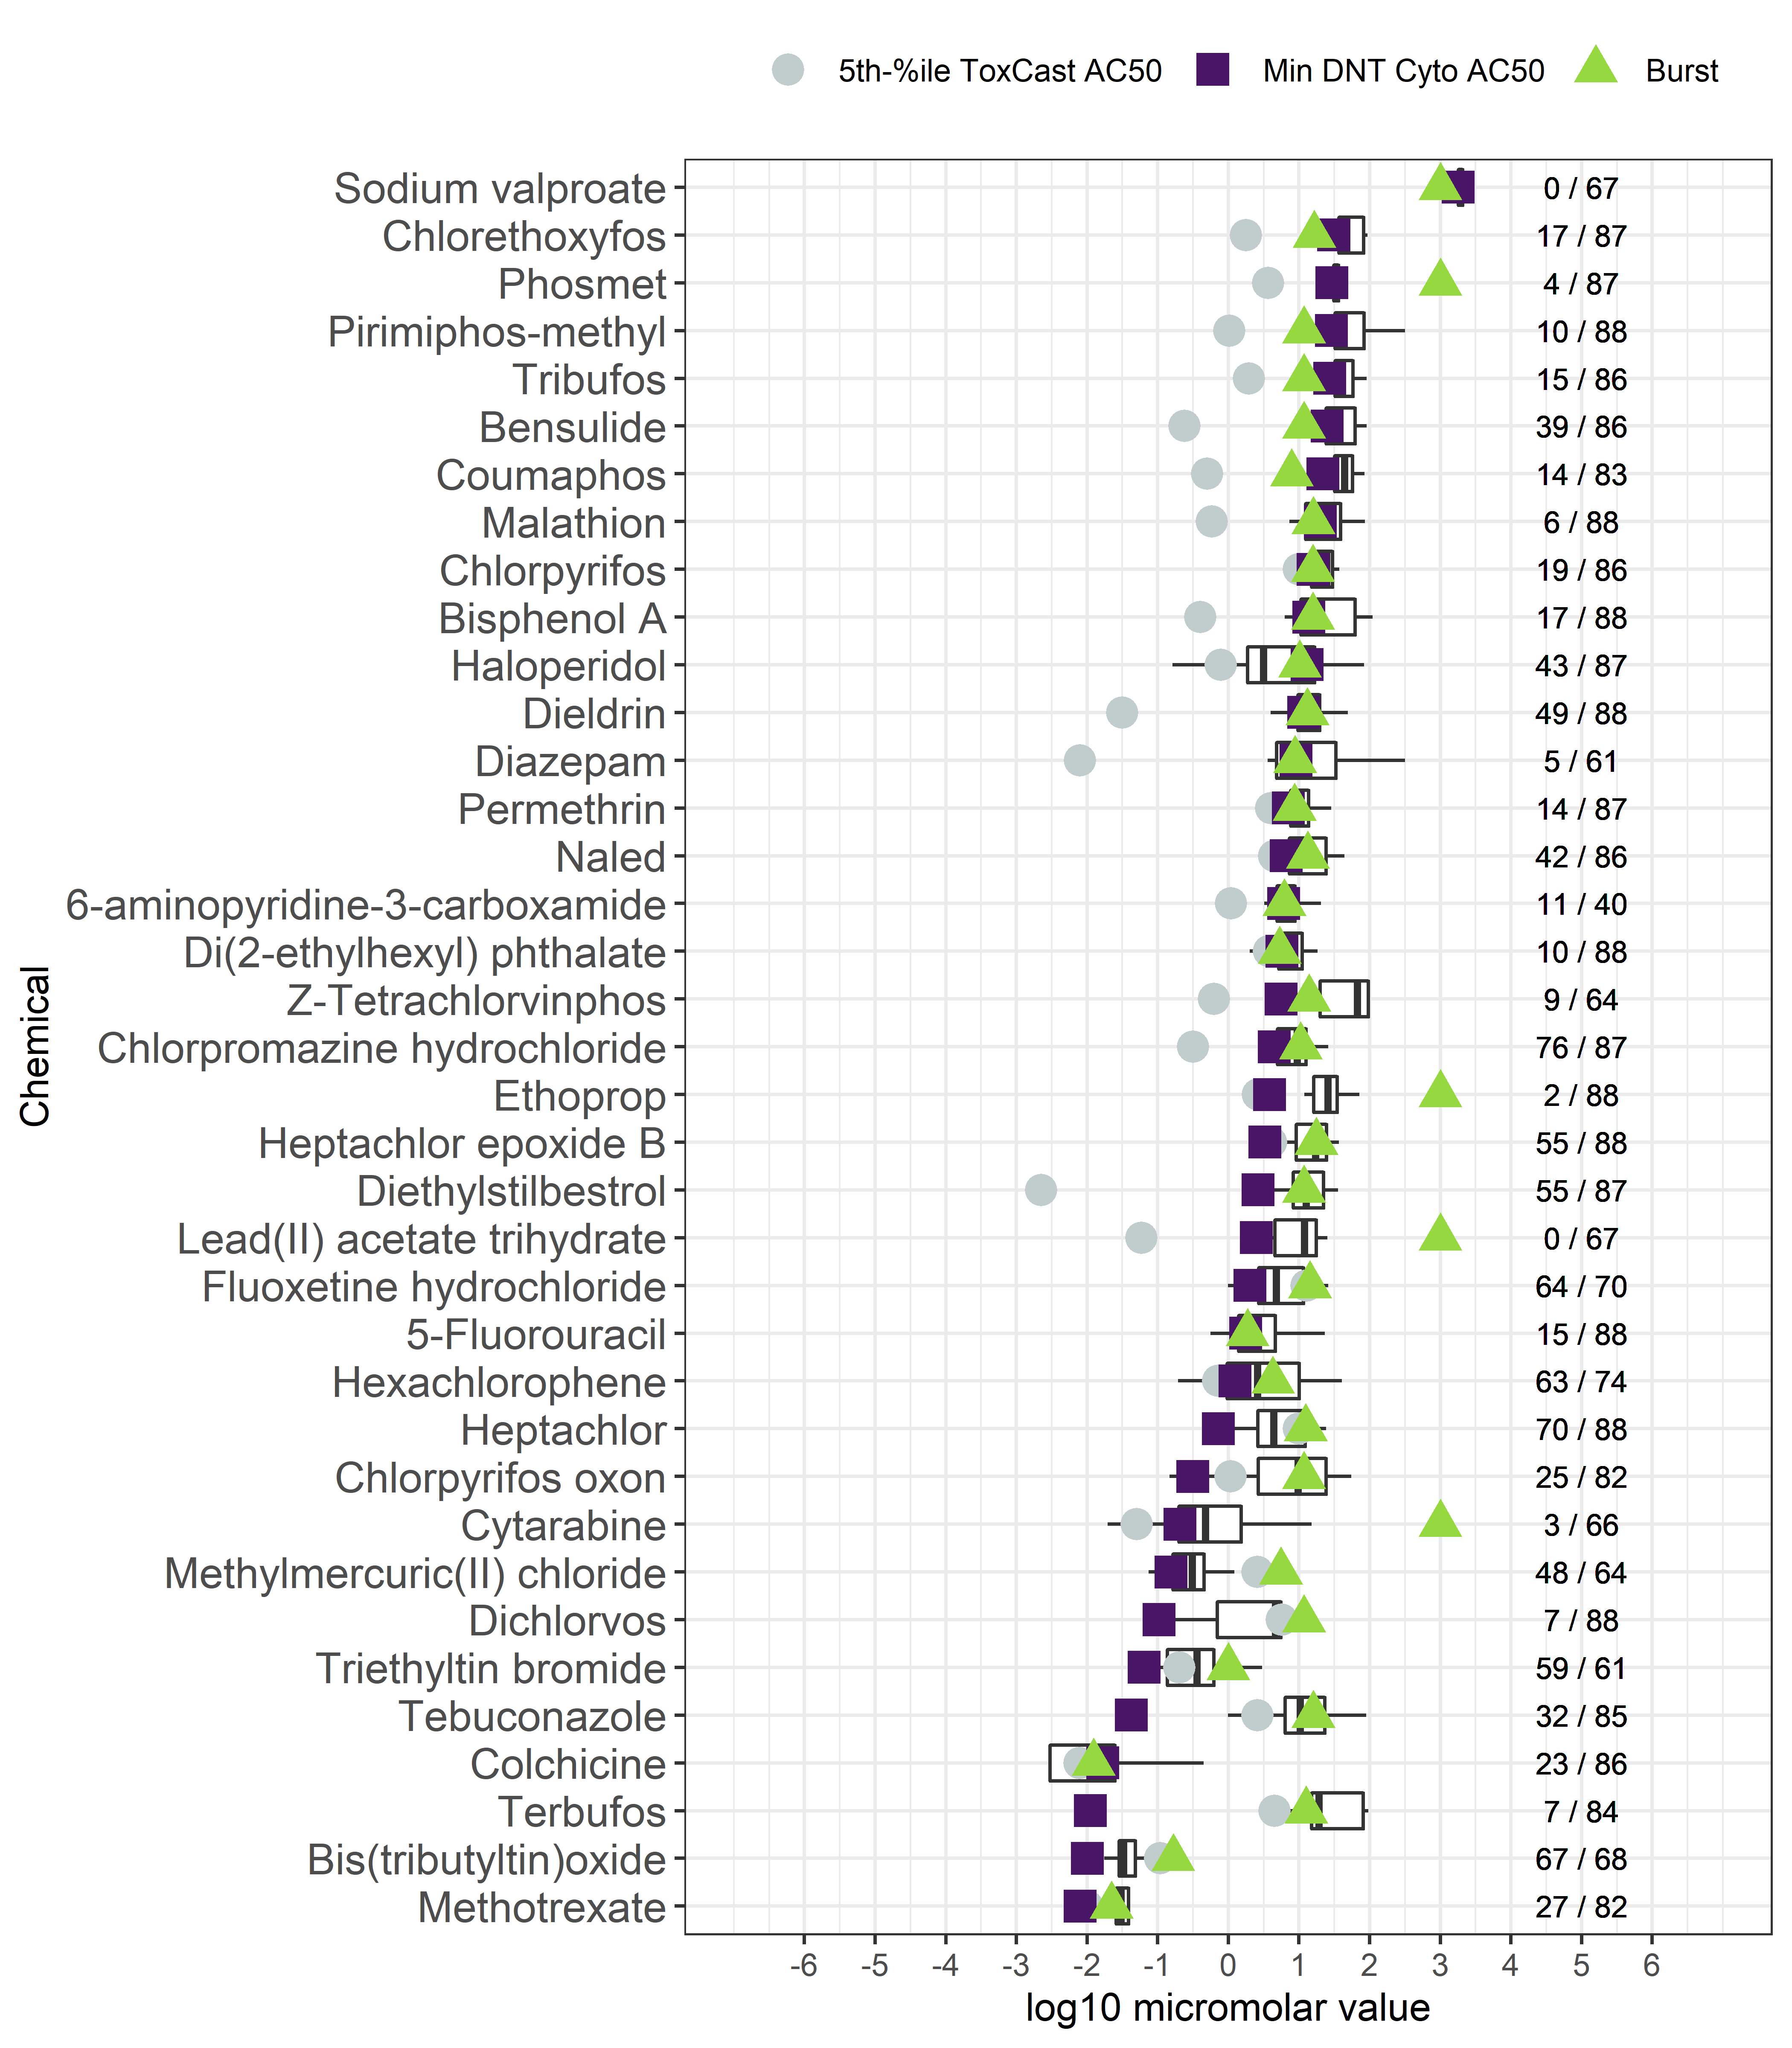 5th-%ile ToxCast AC50 Min DNT Cyto AC50 Burst
Sodium valproate 0 / 67
Chlorethoxyfos 17 / 87
Phosmet 4 / 87
Pirimiphos-methyl 10 / 88
Tribufos 15 / 86
Bensulide 39 / 86
Coumaphos 14 / 83
Malathion 6 / 88
Chlorpyrifos 19 / 86
Bisphenol A 17 / 88
Haloperidol 43 / 87
Dieldrin 49 / 88
Diazepam 5 / 61
Permethrin 14 / 87
Naled 42 / 86
6-aminopyridine-3-carboxamide 11 / 40
Di(2-ethylhexyl) phthalate 10 / 88
Z-Tetrachlorvinphos 9 / 64
Chlorpromazine hydrochloride 76 / 87
Ethoprop 2 / 88
Heptachlor epoxide B 55 / 88
Diethylstilbestrol 55 / 87
Lead(II) acetate trihydrate 0 / 67
Fluoxetine hydrochloride 64 / 70
5-Fluorouracil 15 / 88
Hexachlorophene 63 / 74
Heptachlor 70 / 88
Chlorpyrifos oxon 25 / 82
Cytarabine 3 / 66
Methylmercuric(II) chloride 48 / 64
Dichlorvos 7 / 88
Triethyltin bromide 59 / 61
Tebuconazole 32 / 85
Colchicine 23 / 86
Terbufos 7 / 84
Bis(tributyltin)oxide 67 / 68
Methotrexate 27 / 82
Chemical
-6 -5 -4 -3 -2 -1 0 1 2 3 4 5 6
log10 micromolar value